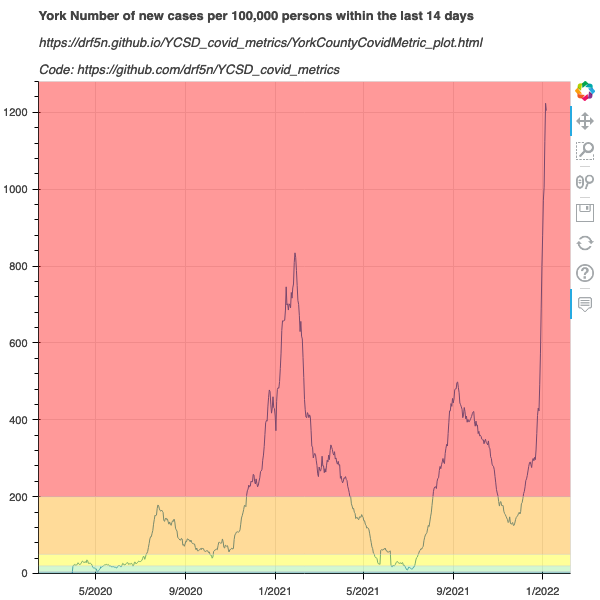 York Number of new cases per 100,000 persons within the last 14 days
https://drf5n.github.io/YCSD_covid_metrics/YorkCountyCovidMetric_plot.html
Code: https://github.com/drf5n/YCSD_covid_metrics
1200
1000
800
600
400
200
0
5/2020 9/2020 1/2021 5/2021 9/2021 1/2022